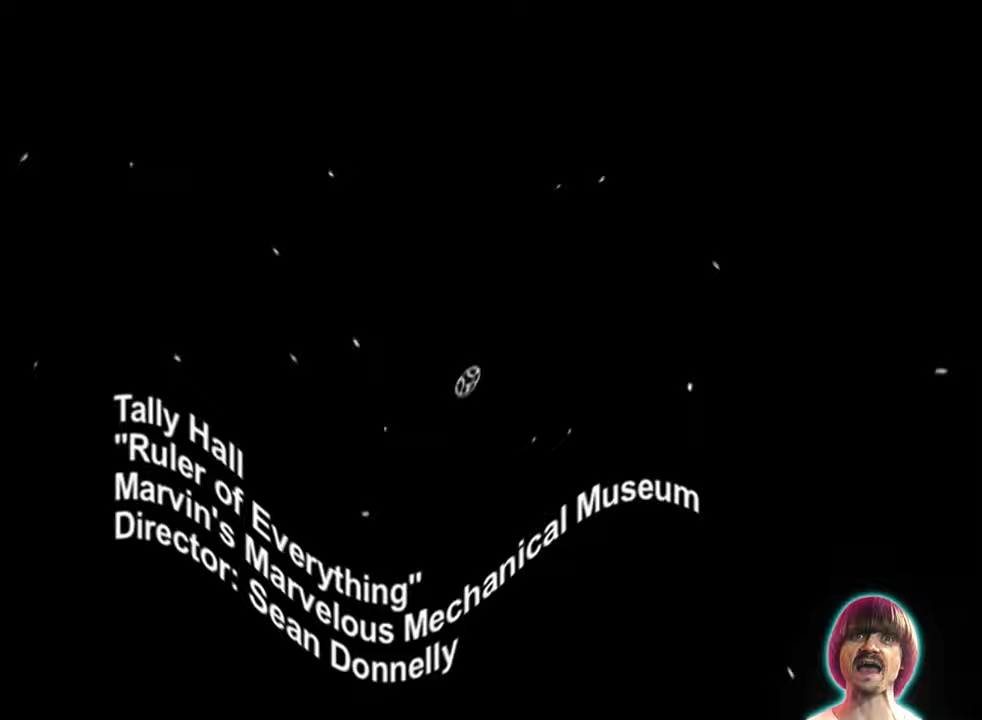 Tally Hall
"Ruler of Everything"
Marvin's Marvelous Mechanical Museum
Director: Sean Donnelly